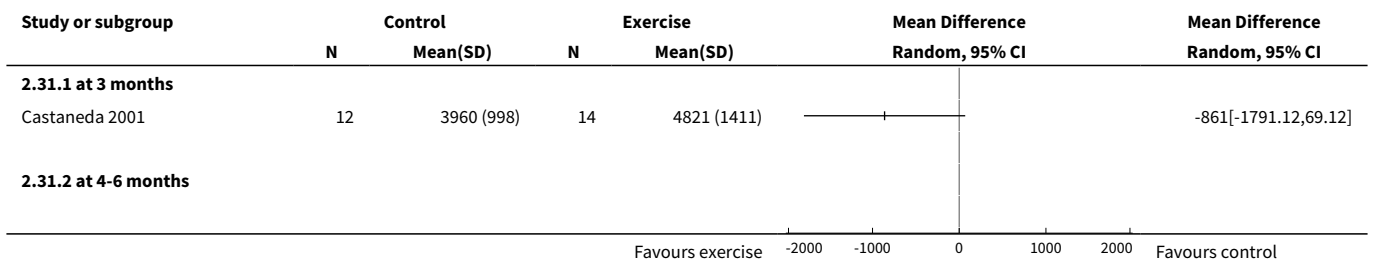 Study or subgroup Control Exercise Mean Difference Mean Difference
N Mean(SD) N Mean(SD) Random, 95% CI Random, 95% CI
2.31.1 at 3 months
Castaneda 2001 12 3960 (998) 14 4821 (1411) -861[-1791.12,69.12]
2.31.2 at 4-6 months
Favours exercise -2000 -1000 0 1000 2000 Favours control